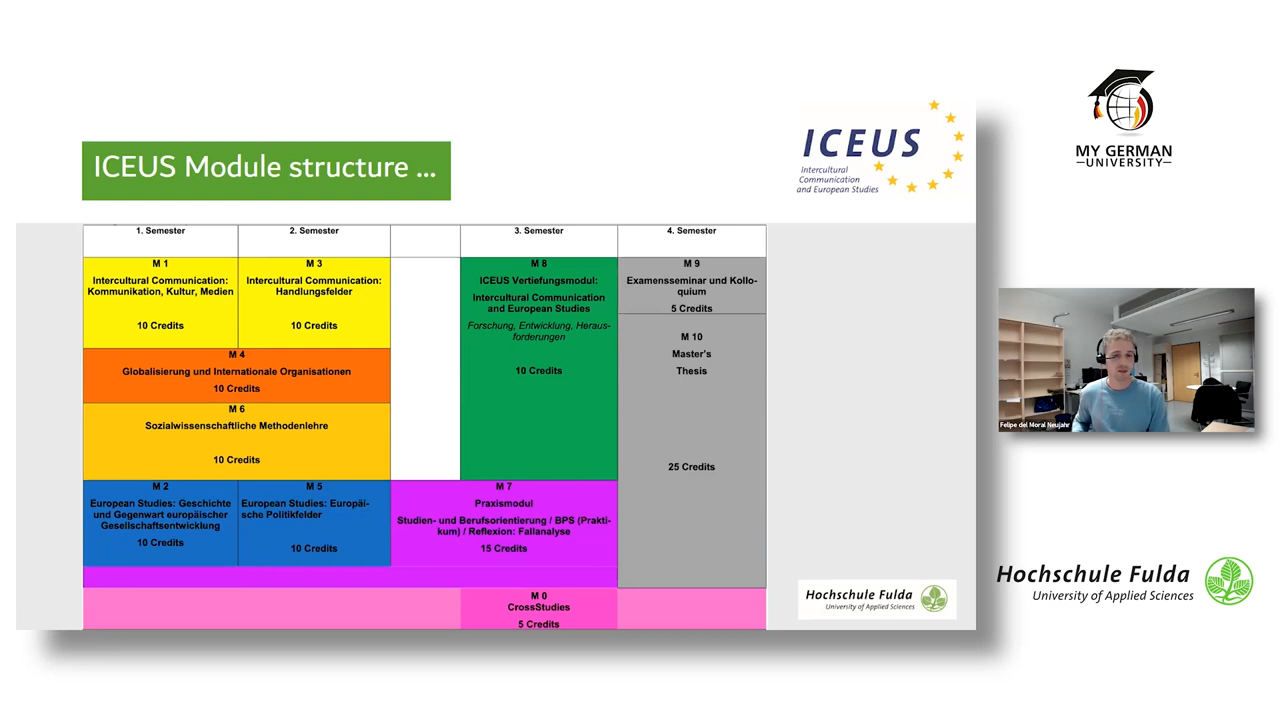 ICEUS Module structure ...
ICEUS
Intercultural
Communication
and European Studies
MY GERMAN
UNIVERSITY
1. Semester
2. Semester
3. Semester
4. Semester
M 1
Intercultural Communication:
Kommunikation, Kultur, Medien
10 Credits
M 3
Intercultural Communication:
Handlungsfelder
10 Credits
M 8
ICEUS Vertiefungsmodul:
Intercultural Communication
and European Studies
Forschung, Entwicklung, Heraus-
forderungen
10 Credits
M 9
Examensseminar und Kollo-
quium
5 Credits
M 10
Master's
Thesis
25 Credits
M 4
Globalisierung und Internationale Organisationen
10 Credits
M 6
Sozialwissenschaftliche Methodenlehre
10 Credits
M 2
European Studies: Geschichte
und Gegenwart europäischer
Gesellschaftsentwicklung
10 Credits
M 5
European Studies: Europäi-
sche Politikfelder
10 Credits
M 7
Praxismodul
Studien- und Berufsorientierung / BPS (Prakti-
kum) / Reflexion: Fallanalyse
15 Credits
M 0
CrossStudies
5 Credits
Hochschule Fulda
University of Applied Sciences
Felipe del Moral Neujahr
Hochschule Fulda
University of Applied Sciences